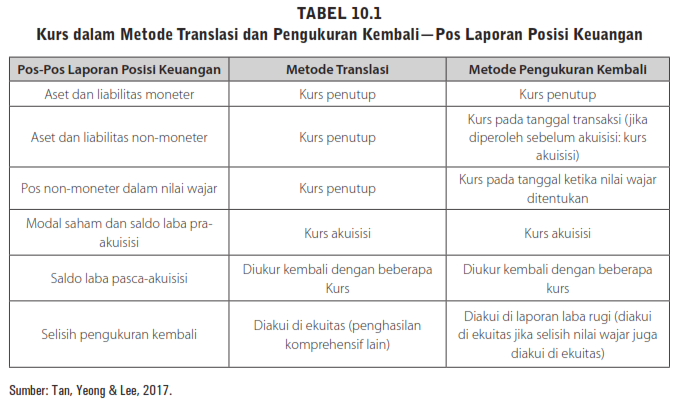 TABEL 10.1
Kurs dalam Metode Translasi dan Pengukuran Kembali—Pos Laporan Posisi Keuangan
Pos-Pos Laporan Posisi Keuangan Metode Translasi Metode Pengukuran Kembali
Aset dan liabilitas moneter Kurs penutup Kurs penutup
Aset dan liabilitas non-moneter Kurs penutup Kurs pada tanggal transaksi (jika
diperoleh sebelum akuisisi: kurs
akuisisi)
Pos non-moneter dalam nilai wajar Kurs penutup Kurs pada tanggal ketika nilai wajar
ditentukan
Modal saham dan saldo laba pra-
akuisisi Kurs akuisisi Kurs akuisisi
Saldo laba pasca-akuisisi Diukur kembali dengan beberapa
Kurs Diukur kembali dengan beberapa
kurs
Selisih pengukuran kembali Diakui di ekuitas (penghasilan
komprehensif lain) Diakui di laporan laba rugi (diakui
di ekuitas jika selisih nilai wajar juga
diakui di ekuitas)
Sumber: Tan, Yeong & Lee, 2017.